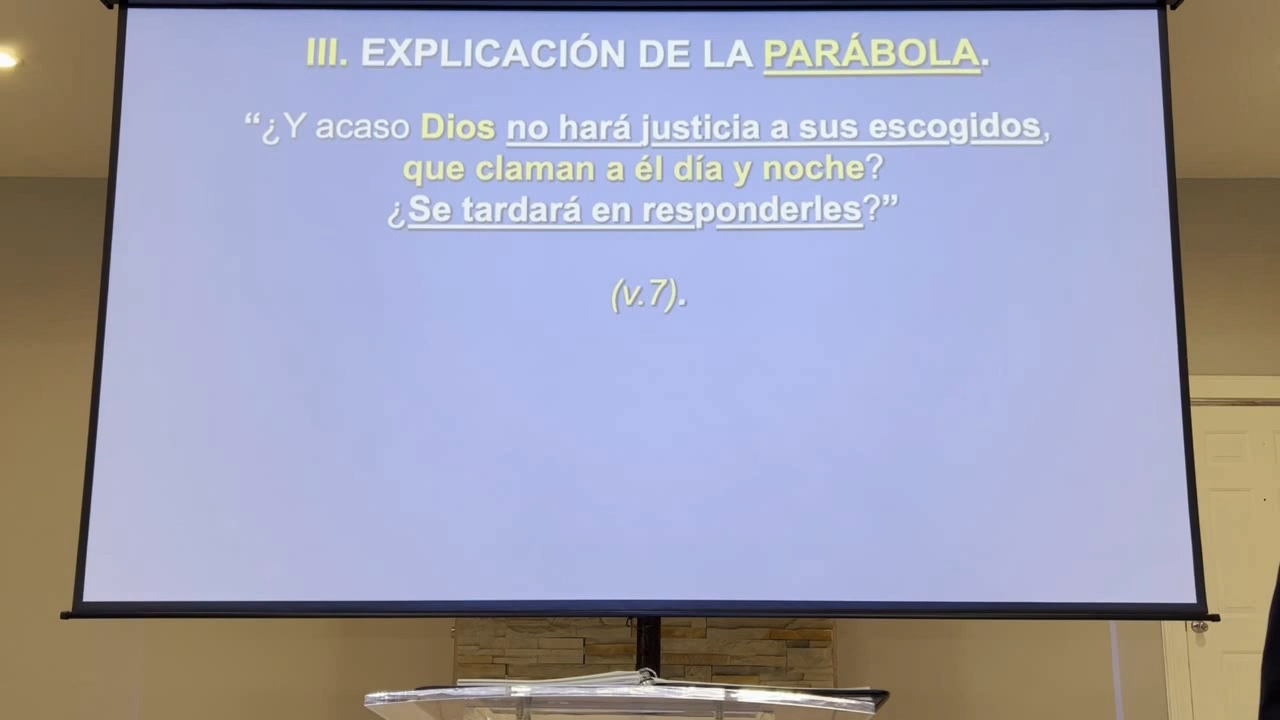 III. EXPLICACIÓN DE LA PARÁBOLA.
“¿Y acaso Dios no hará justicia a sus escogidos,
que claman a él día y noche?
¿Se tardará en responderles?”
(v.7).